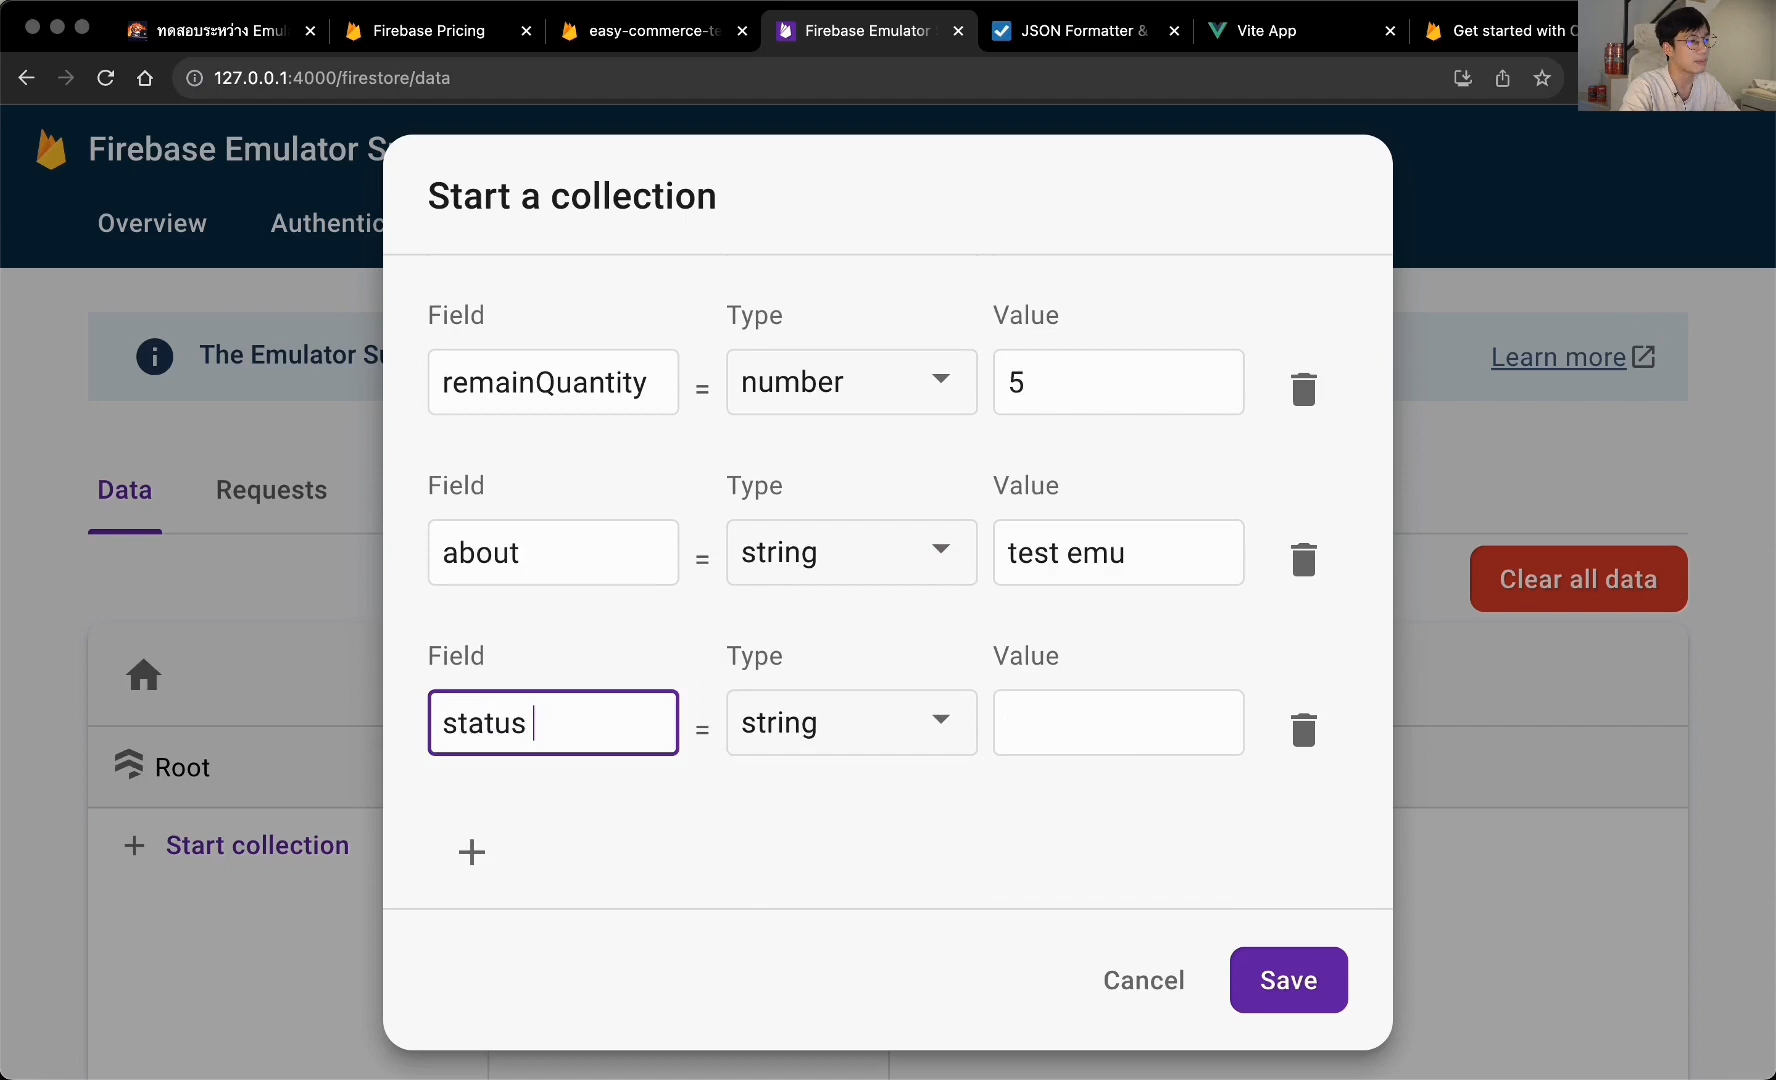 ทดสอบระหว่าง Emul
Firebase Pricing
easy-commerce-te
Firebase Emulator S
JSON Formatter &
Vite App
Get started with C
127.0.0.1:4000/firestore/data
Firebase Emulator S
Start a collection
Overview
Authentic
Field
Type
Value
The Emulator Su
Learn more
remainQuantity
=
number
5
Data
Requests
Field
Type
Value
about
=
string
test emu
Clear all data
Field
Type
Value
status
=
string
Root
+ Start collection
+
Cancel
Save